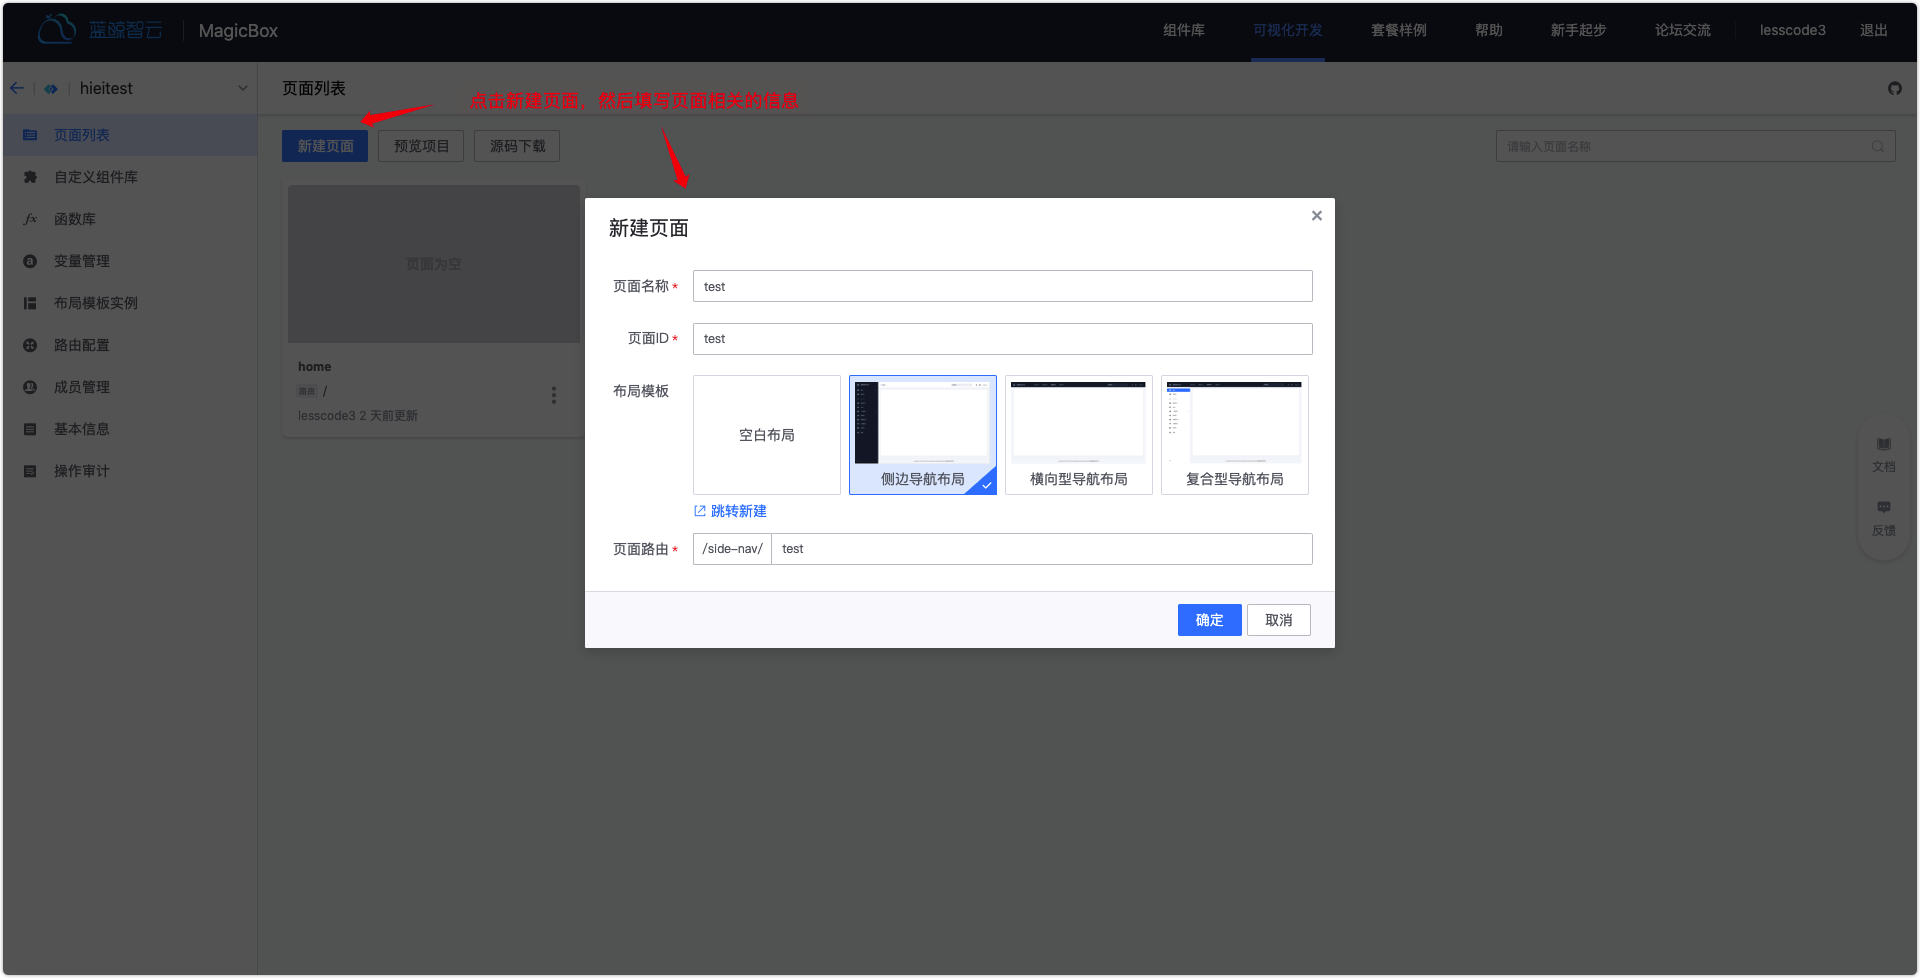 蓝鲸智云 MagicBox 组件库 可视化开发 套餐样例 帮助 新手起步 论坛交流 lesscode3 退出
hieitest
页面列表
点击新建页面，然后填写页面相关的信息
页面列表
新建页面 预览项目 源码下载
请输入页面名称
自定义组件库
函数库
变量管理
布局模板实例
路由配置
成员管理
基本信息
操作审计
页面为空
home
/
lesscode3 2 天前更新
新建页面
页面名称 * test
页面ID * test
布局模板
空白布局
侧边导航布局
横向型导航布局
复合型导航布局
跳转新建
页面路由 * /side-nav/ test
确定 取消
文档
反馈